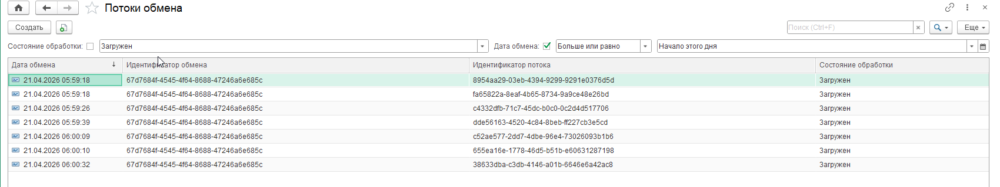 Потоки обмена
Создать Поиск (Ctrl+F) × Еще
Состояние обработки: Загружен Дата обмена: Больше или равно Начало этого дня
Дата обмена ↓ Идентификатор обмена Идентификатор потока Состояние обработки
21.04.2026 05:59:18 67d7684f-4545-4f64-8688-47246a6e685c 8954aa29-03eb-4394-9299-9291e0376d5d Загружен
21.04.2026 05:59:18 67d7684f-4545-4f64-8688-47246a6e685c fa65822a-8eaf-4b65-8734-9a9ce48e26bd Загружен
21.04.2026 05:59:26 67d7684f-4545-4f64-8688-47246a6e685c c4332dfb-71c7-45dc-b0c0-0c2d4d517706 Загружен
21.04.2026 05:59:39 67d7684f-4545-4f64-8688-47246a6e685c dde56163-4520-4c84-8beb-ff227cb3e5cd Загружен
21.04.2026 06:00:09 67d7684f-4545-4f64-8688-47246a6e685c c52ae577-2dd7-4dbe-96e4-73026093b1b6 Загружен
21.04.2026 06:00:10 67d7684f-4545-4f64-8688-47246a6e685c 655ea16e-1778-46d5-b51b-e60631287198 Загружен
21.04.2026 06:00:32 67d7684f-4545-4f64-8688-47246a6e685c 38633dba-c3db-4146-a01b-6646e6a42ac8 Загружен